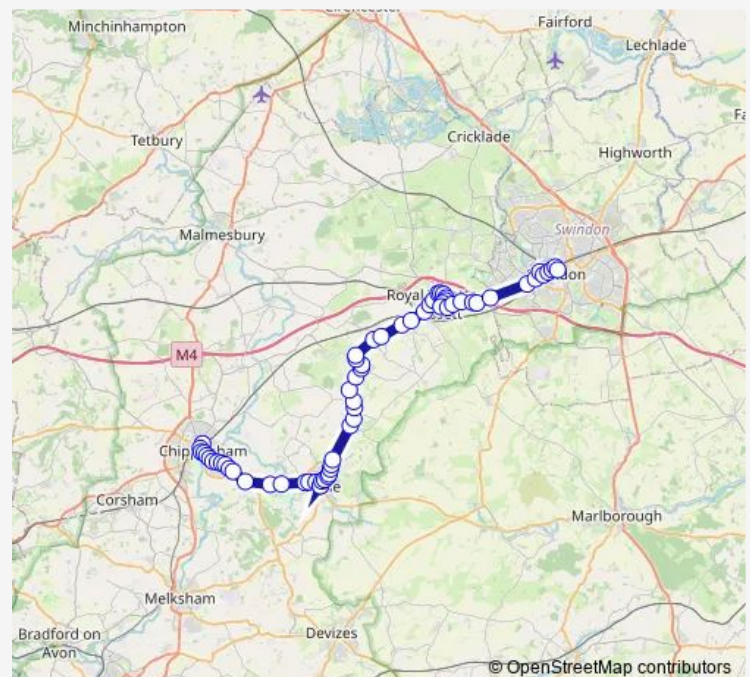 Minchinhampton
Fairford
Lechlade
Tetbury
Cricklade
Highworth
Malmesbury
Swindon
Royal
M4
Corsham
Marlborough
Melksham
Bradford on
Avon
Devizes
© OpenStreetMap contributors